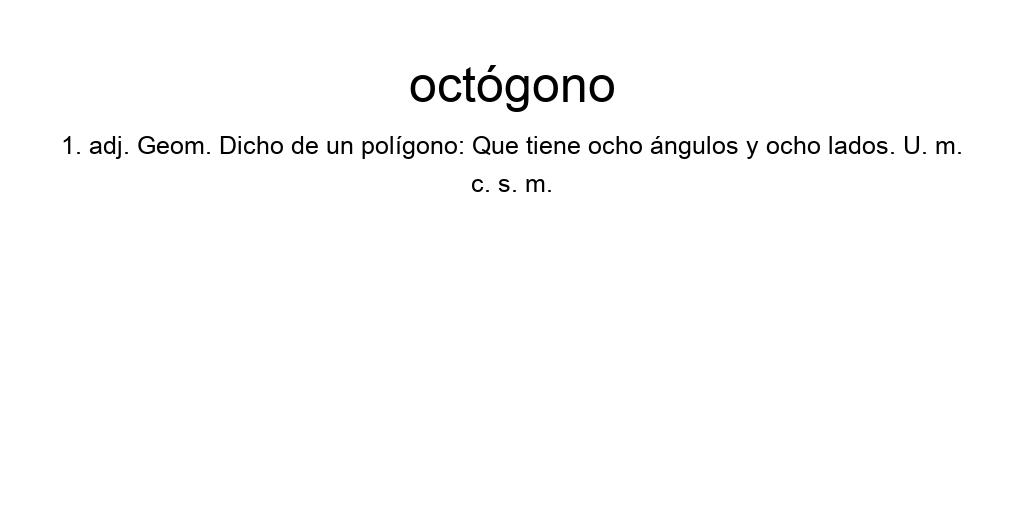 octógono
1. adj. Geom. Dicho de un polígono: Que tiene ocho ángulos y ocho lados. U. m.
c. s. m.